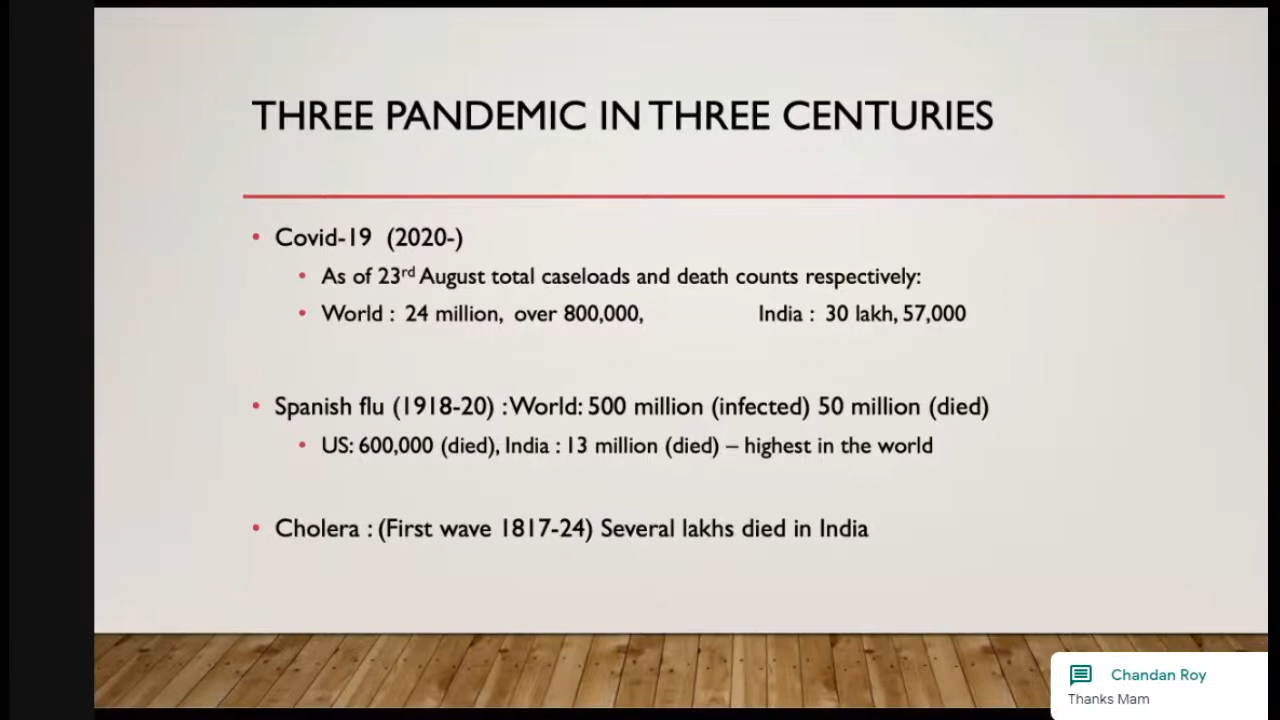 THREE PANDEMIC IN THREE CENTURIES
• Covid-19 (2020-)
• As of 23rd August total caseloads and death counts respectively:
• World : 24 million, over 800,000, India : 30 lakh, 57,000
• Spanish flu (1918-20) :World: 500 million (infected) 50 million (died)
• US: 600,000 (died), India : 13 million (died) – highest in the world
• Cholera : (First wave 1817-24) Several lakhs died in India
Chandan Roy
Thanks Mam